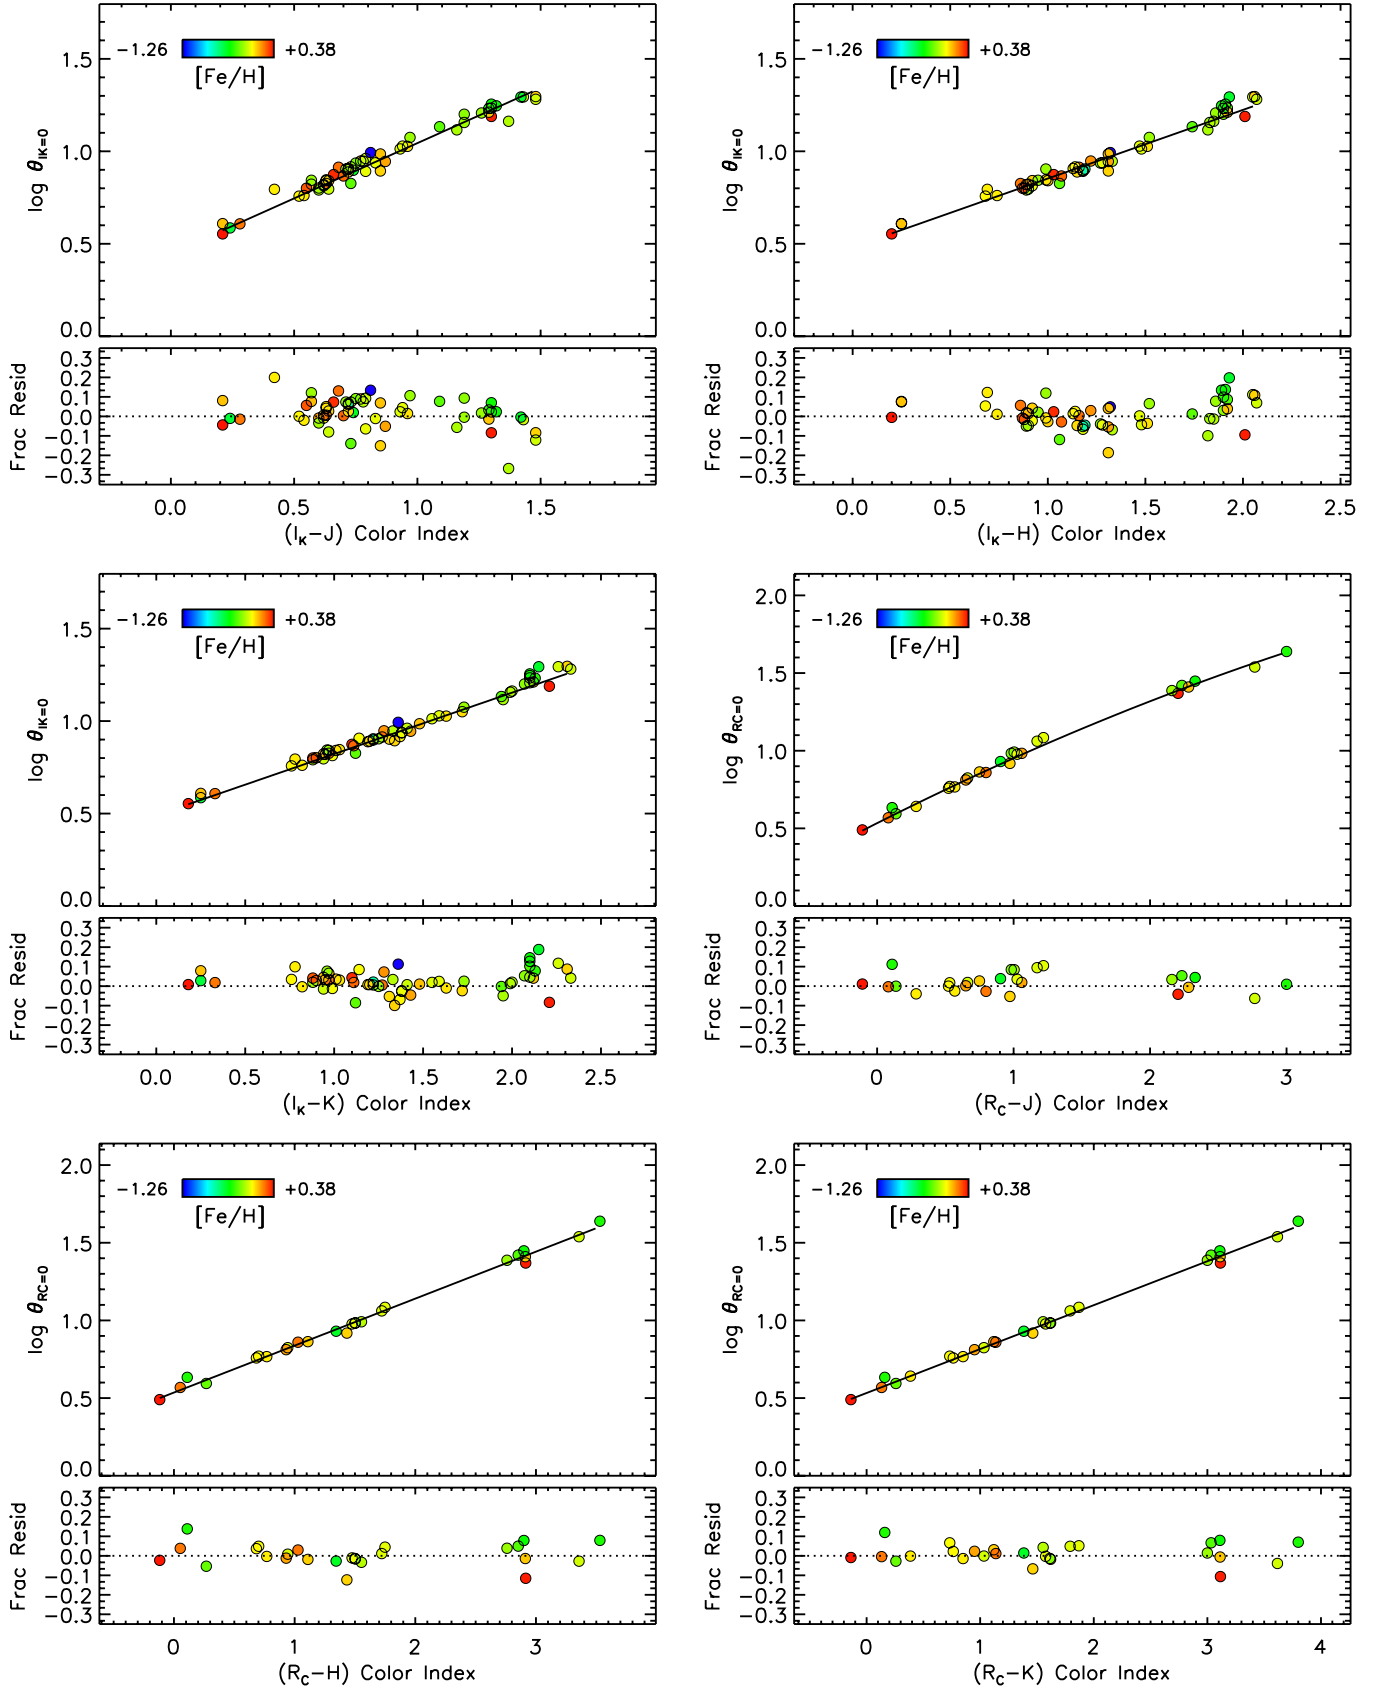 1.5
1.0
0.5
0.0
log θIK=0
−1.26
+0.38
[Fe/H]
0.3
0.2
0.1
0.0
−0.1
−0.2
−0.3
Frac Resid
0.0 0.5 1.0 1.5
(IK−J) Color Index
1.5
1.0
0.5
0.0
log θIK=0
−1.26
+0.38
[Fe/H]
0.3
0.2
0.1
0.0
−0.1
−0.2
−0.3
Frac Resid
0.0 0.5 1.0 1.5 2.0 2.5
(IK−H) Color Index
1.5
1.0
0.5
0.0
log θIK=0
−1.26
+0.38
[Fe/H]
0.3
0.2
0.1
0.0
−0.1
−0.2
−0.3
Frac Resid
0.0 0.5 1.0 1.5 2.0 2.5
(IK−K) Color Index
2.0
1.5
1.0
0.5
0.0
log θRC=0
−1.26
+0.38
[Fe/H]
0.3
0.2
0.1
0.0
−0.1
−0.2
−0.3
Frac Resid
0 1 2 3
(RC−J) Color Index
2.0
1.5
1.0
0.5
0.0
log θRC=0
−1.26
+0.38
[Fe/H]
0.3
0.2
0.1
0.0
−0.1
−0.2
−0.3
Frac Resid
0 1 2 3
(RC−H) Color Index
2.0
1.5
1.0
0.5
0.0
log θRC=0
−1.26
+0.38
[Fe/H]
0.3
0.2
0.1
0.0
−0.1
−0.2
−0.3
Frac Resid
0 1 2 3 4
(RC−K) Color Index